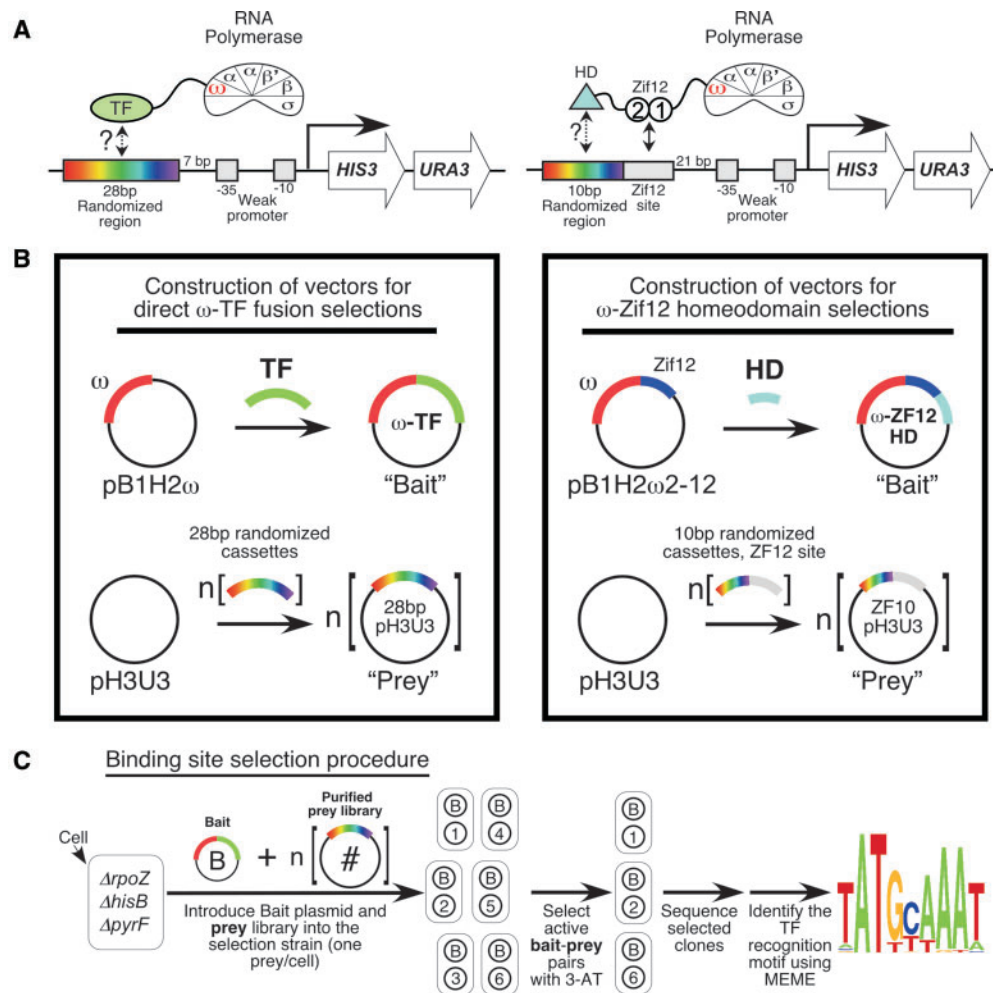 A
RNA
Polymerase
TF
ω
α
α
β'
β
σ
?
7 bp
-35
-10
28bp
Randomized
region
Weak
promoter
HIS3
URA3
RNA
Polymerase
HD
Zif12
2
1
ω
α
α
β'
β
σ
?
21 bp
-35
-10
10bp
Randomized
region
Zif12
site
Weak
promoter
HIS3
URA3
B
Construction of vectors for
direct ω-TF fusion selections
ω
TF
ω-TF
pB1H2ω
"Bait"
28bp randomized
cassettes
n[ ]
n
28bp
pH3U3
pH3U3
"Prey"
Construction of vectors for
ω-Zif12 homeodomain selections
ω
Zif12
HD
ω-ZF12
HD
pB1H2ω2-12
"Bait"
10bp randomized
cassettes, ZF12 site
n[ ]
n
ZF10
pH3U3
pH3U3
"Prey"
C
Binding site selection procedure
Cell
ΔrpoZ
ΔhisB
ΔpyrF
Bait
B
+ n
Purified
prey library
#
Introduce Bait plasmid and
prey library into the
selection strain (one
prey/cell)
B
1
B
4
B
2
B
5
B
3
B
6
Select
active
bait-prey
pairs
with 3-AT
B
1
B
2
B
6
Sequence
selected
clones
Identify the
TF
recognition
motif using
MEME
TATGCAAAT